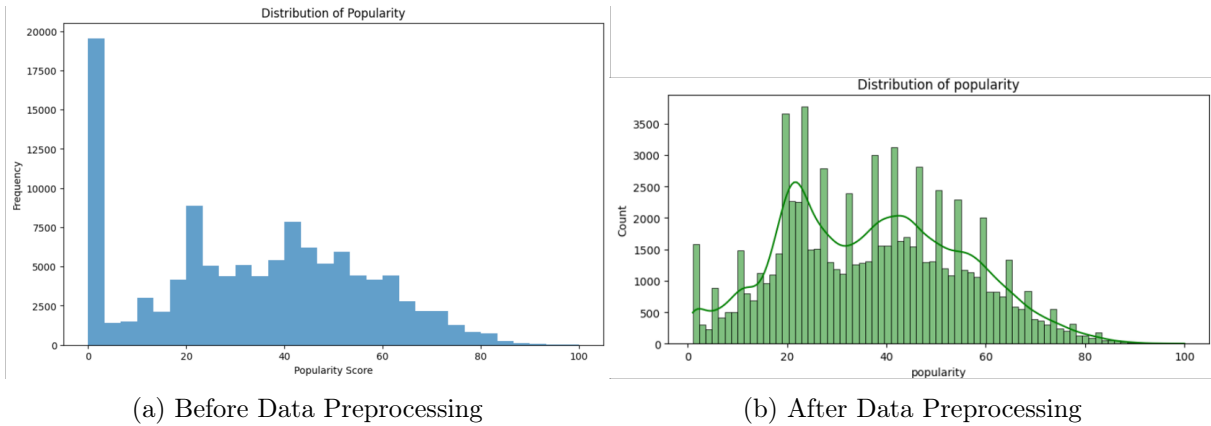 Distribution of Popularity
20000
17500
15000
12500
10000
7500
5000
2500
0
Frequency
0 20 40 60 80 100
Popularity Score
(a) Before Data Preprocessing
Distribution of popularity
3500
3000
2500
2000
1500
1000
500
0
Count
0 20 40 60 80 100
popularity
(b) After Data Preprocessing